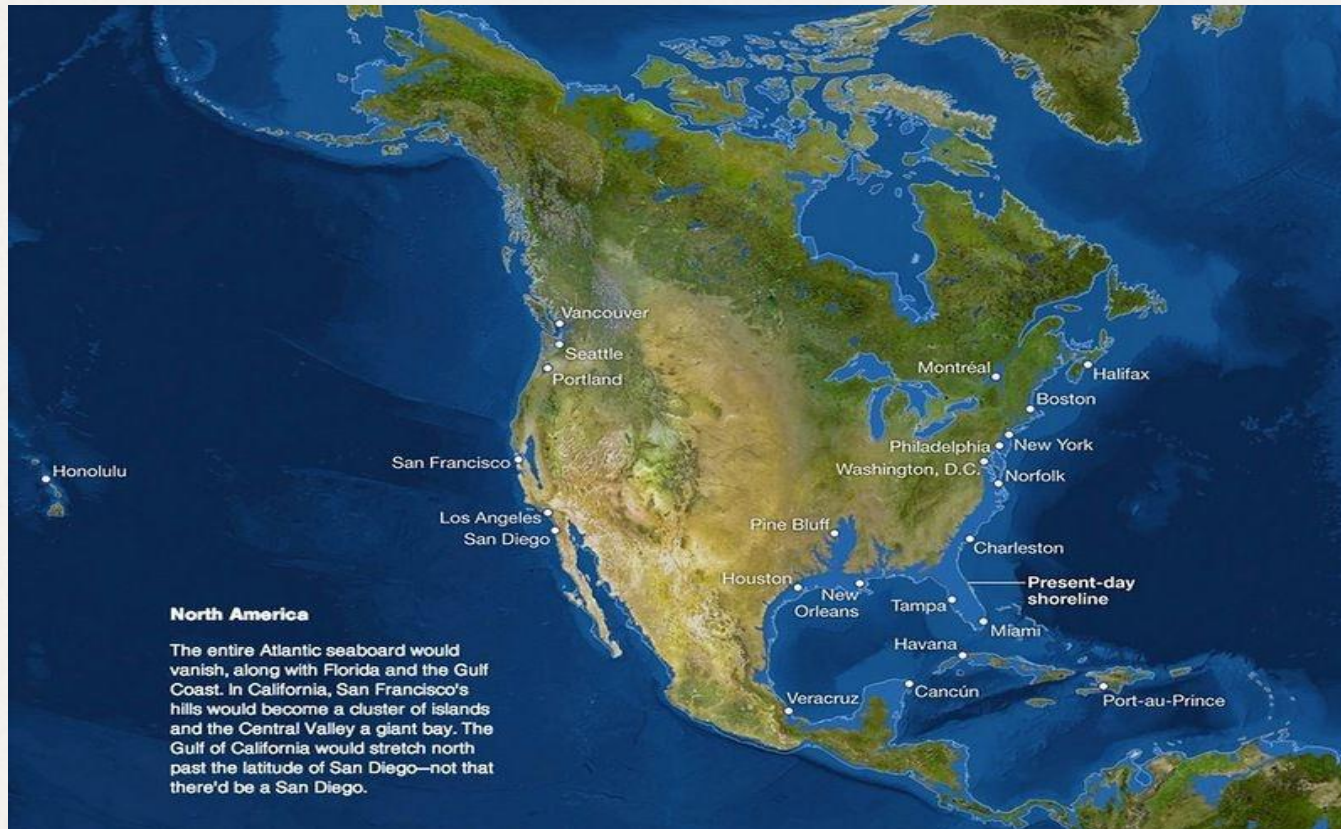 Vancouver
Seattle
Portland
Montréal
Halifax
Boston
Philadelphia
New York
Washington, D.C.
Norfolk
San Francisco
Honolulu
Los Angeles
San Diego
Pine Bluff
Charleston
Houston
New
Orleans
Tampa
Present-day
shoreline
Miami
Havana
Cancún
Veracruz
Port-au-Prince
North America
The entire Atlantic seaboard would
vanish, along with Florida and the Gulf
Coast. In California, San Francisco's
hills would become a cluster of islands
and the Central Valley a giant bay. The
Gulf of California would stretch north
past the latitude of San Diego—not that
there'd be a San Diego.